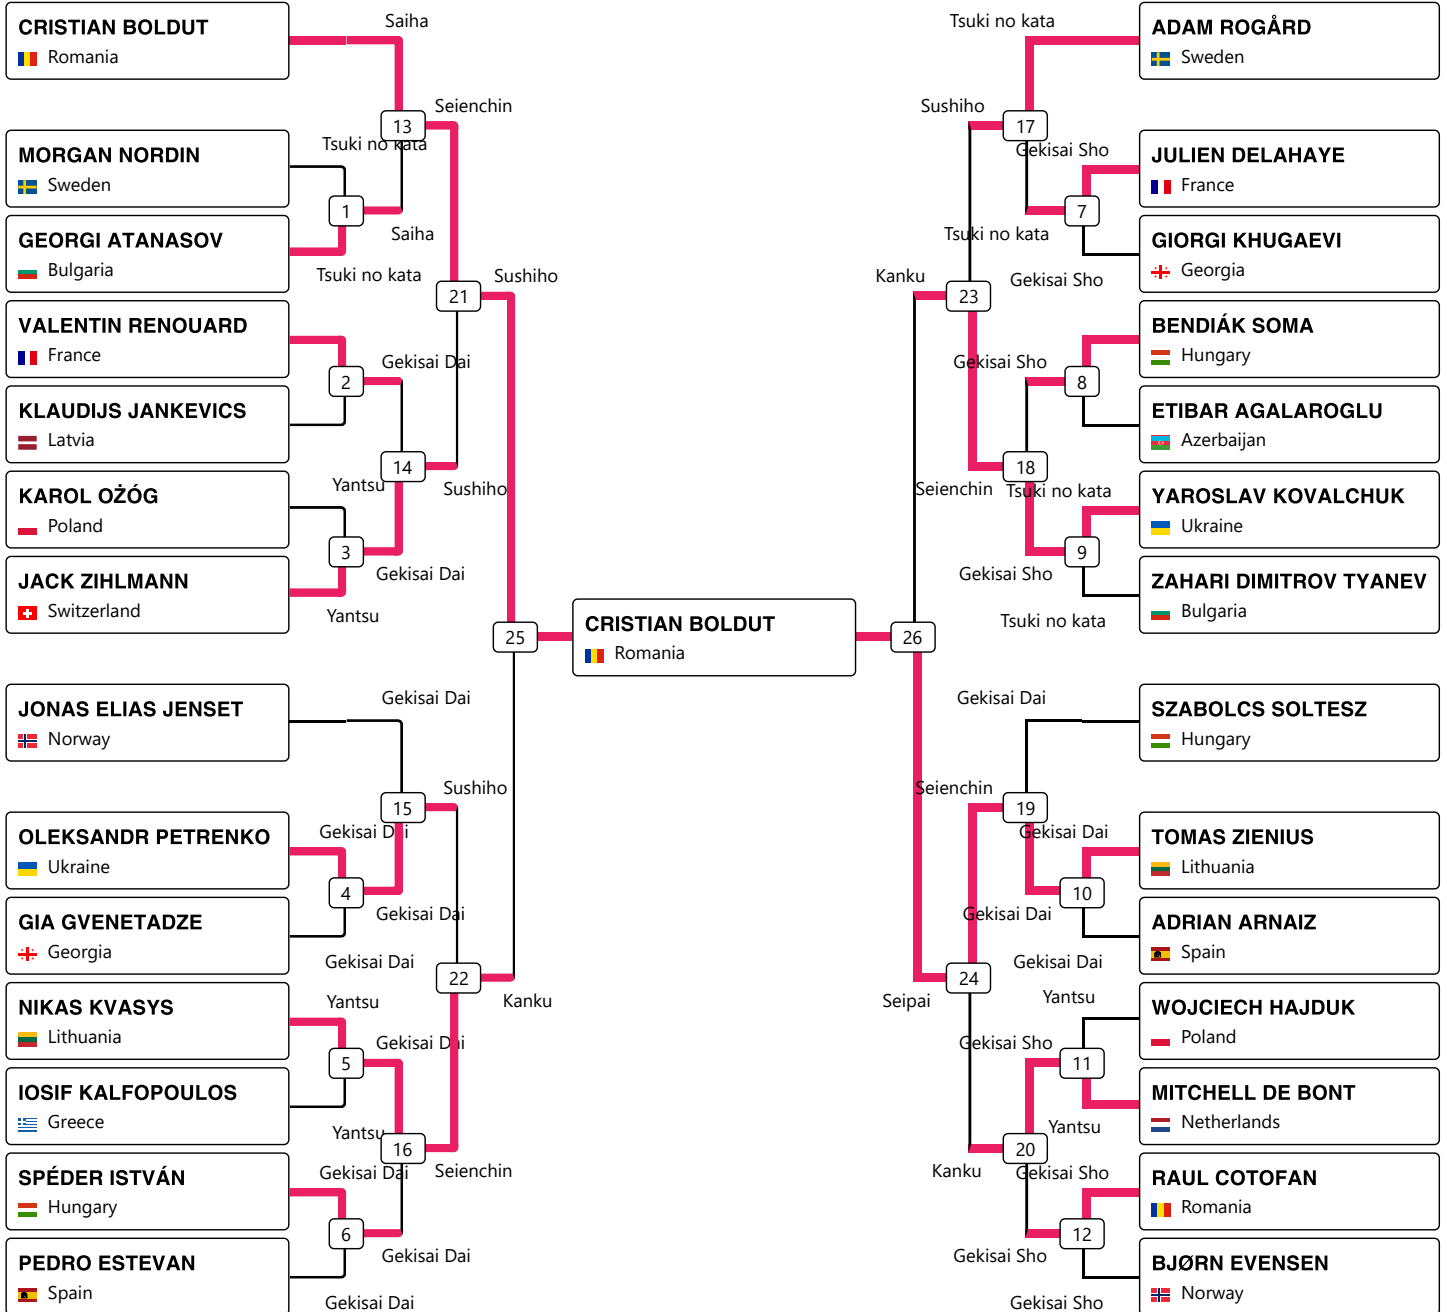 CRISTIAN BOLDUT
Romania
Saiha
13
Seienchin
Tsuki no kata
MORGAN NORDIN
Sweden
1
GEORGI ATANASOV
Bulgaria
Saiha
Tsuki no kata
21
Sushiho
VALENTIN RENOUARD
France
2
Gekisai Dai
KLAUDIJS JANKEVICS
Latvia
14
Yantsu
Sushiho
KAROL OŻÓG
Poland
3
Gekisai Dai
JACK ZIHLMANN
Switzerland
Yantsu
25
CRISTIAN BOLDUT
Romania
26
JONAS ELIAS JENSET
Norway
Gekisai Dai
15
Sushiho
OLEKSANDR PETRENKO
Ukraine
Gekisai Dai
4
GIA GVENETADZE
Georgia
Gekisai Dai
Gekisai Dai
22
Kanku
NIKAS KVASYS
Lithuania
Yantsu
5
Gekisai Dai
IOSIF KALFOPOULOS
Greece
Yantsu
16
Seienchin
SPÉDER ISTVÁN
Hungary
Gekisai Dai
6
PEDRO ESTEVAN
Spain
Gekisai Dai
Gekisai Dai
Tsuki no kata
ADAM ROGÅRD
Sweden
Sushiho
17
Gekisai Sho
JULIEN DELAHAYE
France
7
Tsuki no kata
GIORGI KHUGAEVI
Georgia
Gekisai Sho
Kanku
23
BENDIÁK SOMA
Hungary
Gekisai Sho
8
ETIBAR AGALAROGLU
Azerbaijan
18
Seienchin
Tsuki no kata
YAROSLAV KOVALCHUK
Ukraine
9
Gekisai Sho
ZAHARI DIMITROV TYANEV
Bulgaria
Tsuki no kata
Gekisai Dai
SZABOLCS SOLTESZ
Hungary
Seienchin
19
Gekisai Dai
TOMAS ZIENIUS
Lithuania
10
Gekisai Dai
ADRIAN ARNAIZ
Spain
Gekisai Dai
24
Seipai
Yantsu
WOJCIECH HAJDUK
Poland
Gekisai Sho
11
MITCHELL DE BONT
Netherlands
Yantsu
20
Kanku
Gekisai Sho
RAUL COTOFAN
Romania
12
Gekisai Sho
BJØRN EVENSEN
Norway
Gekisai Sho